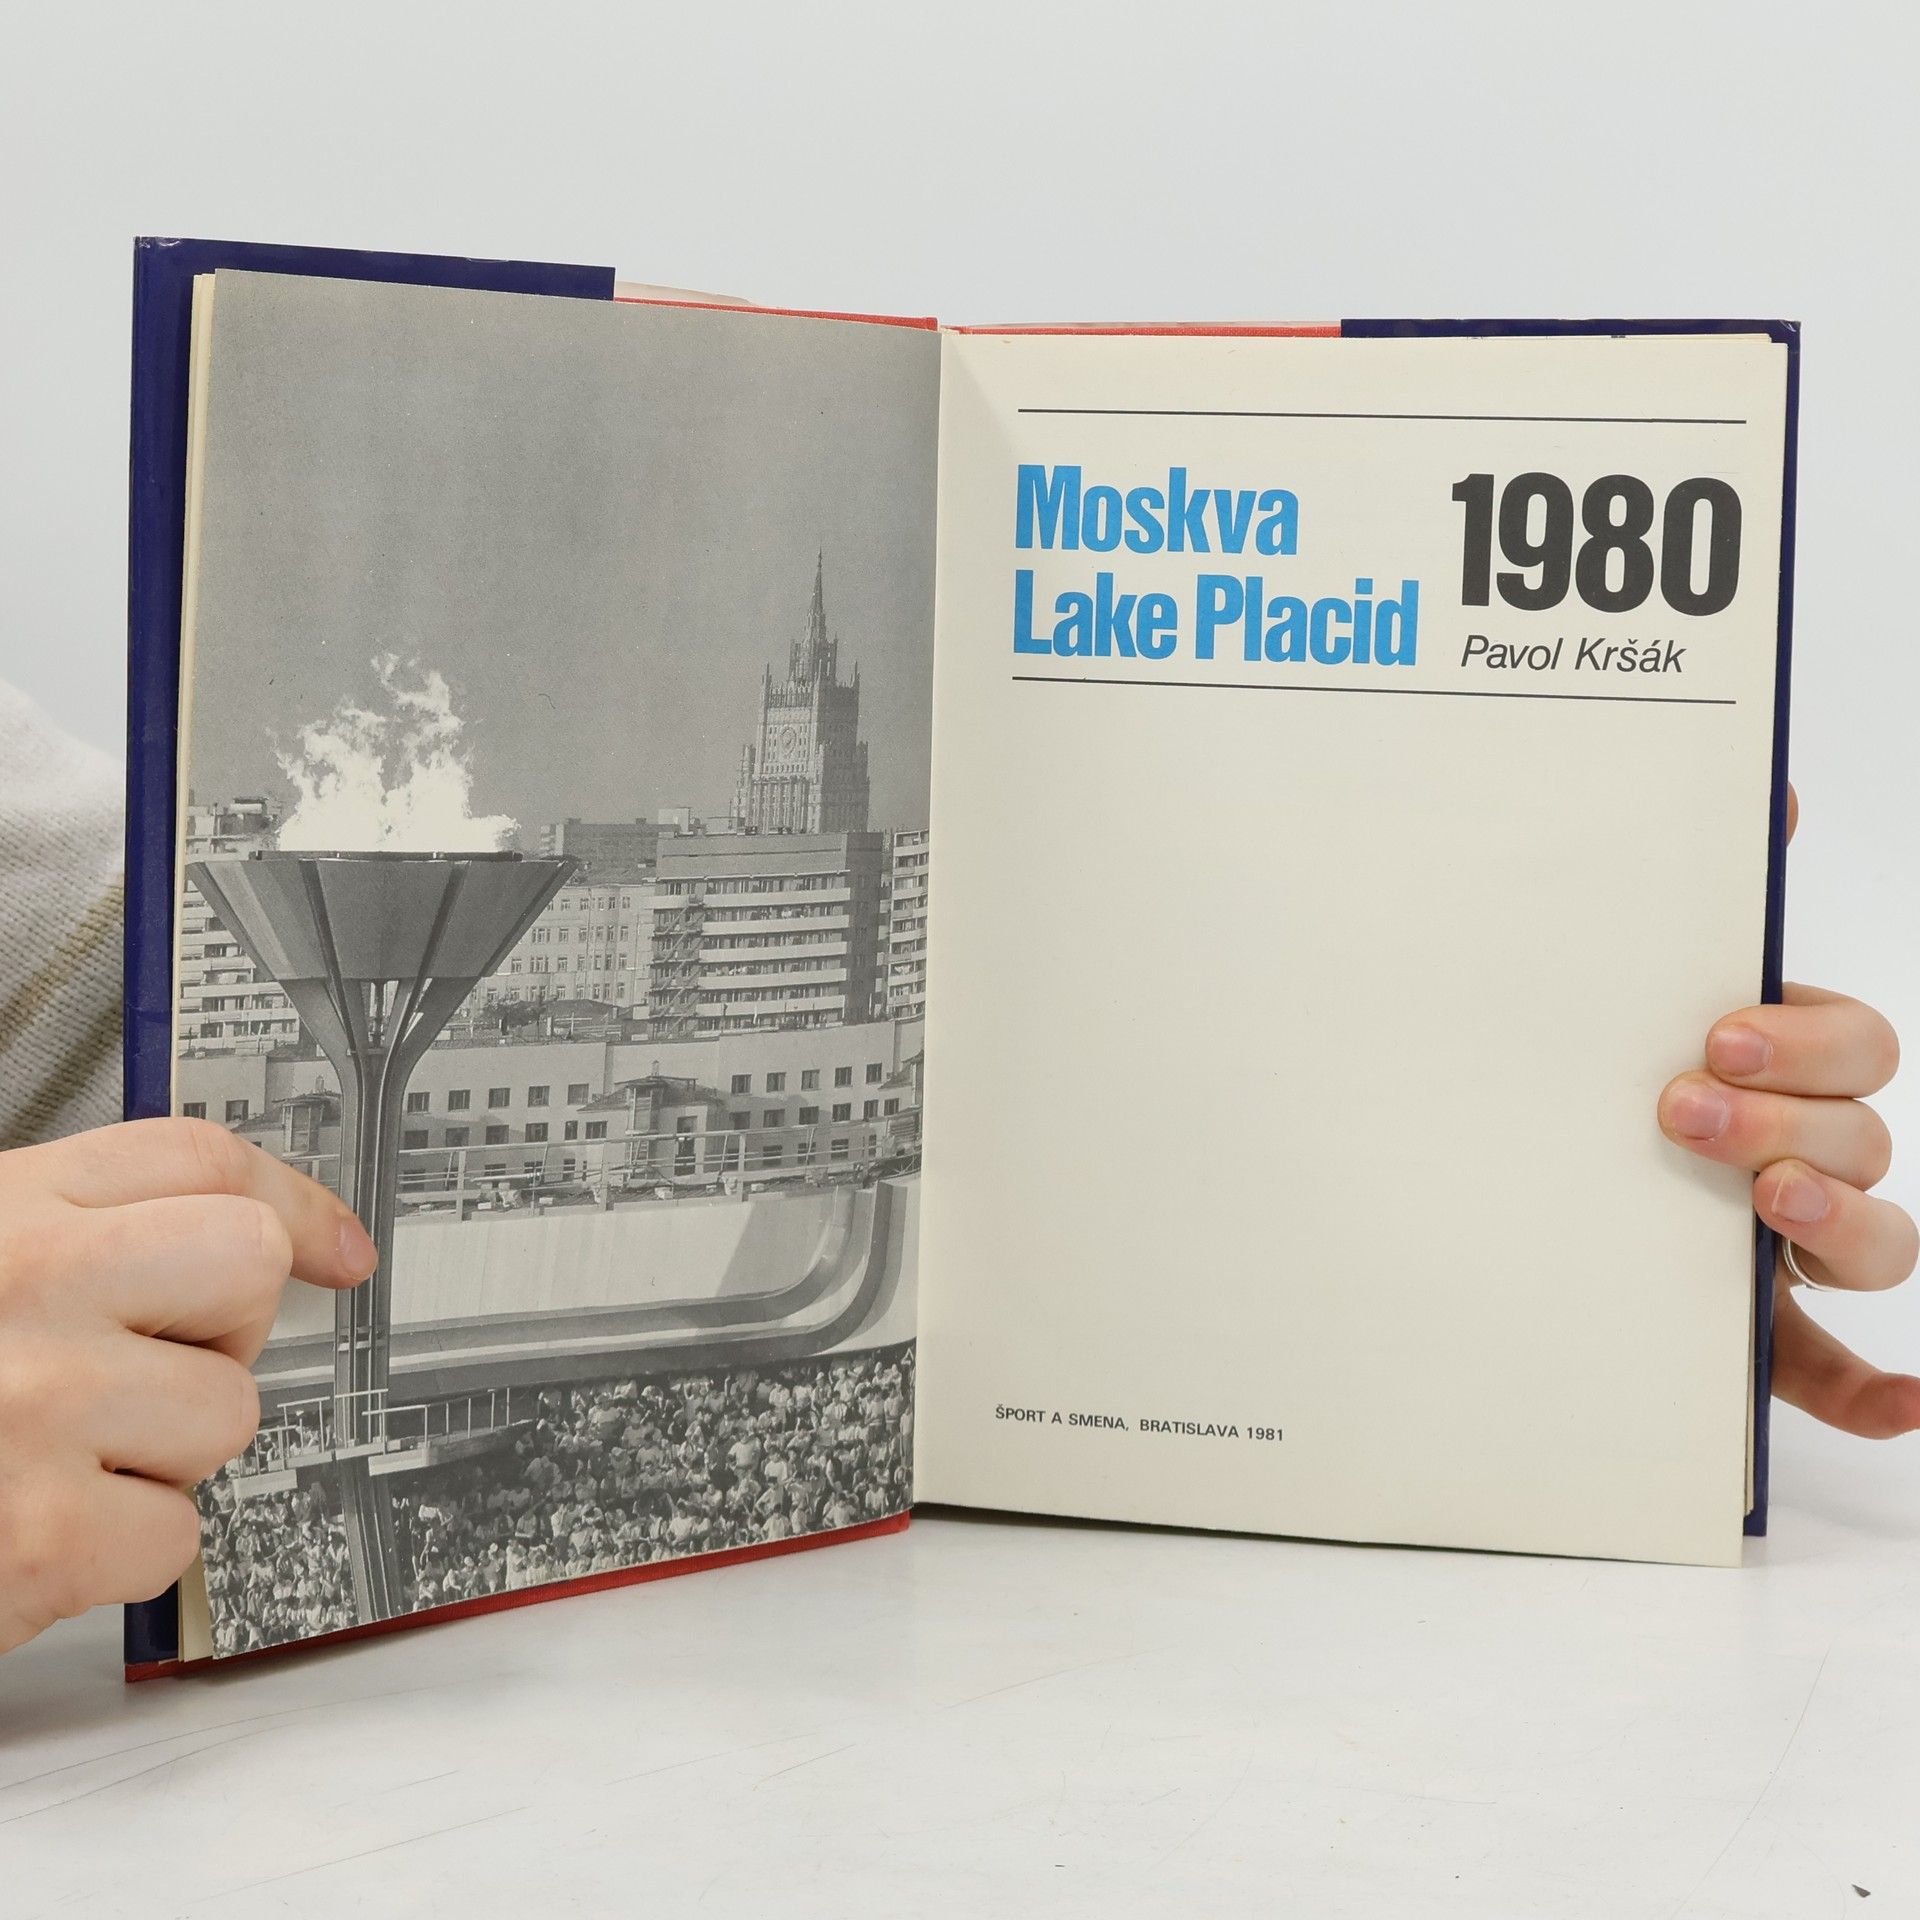 Moskva
Lake Placid
1980
Pavol Kršák
ŠPORT A SMENA, BRATISLAVA 1981